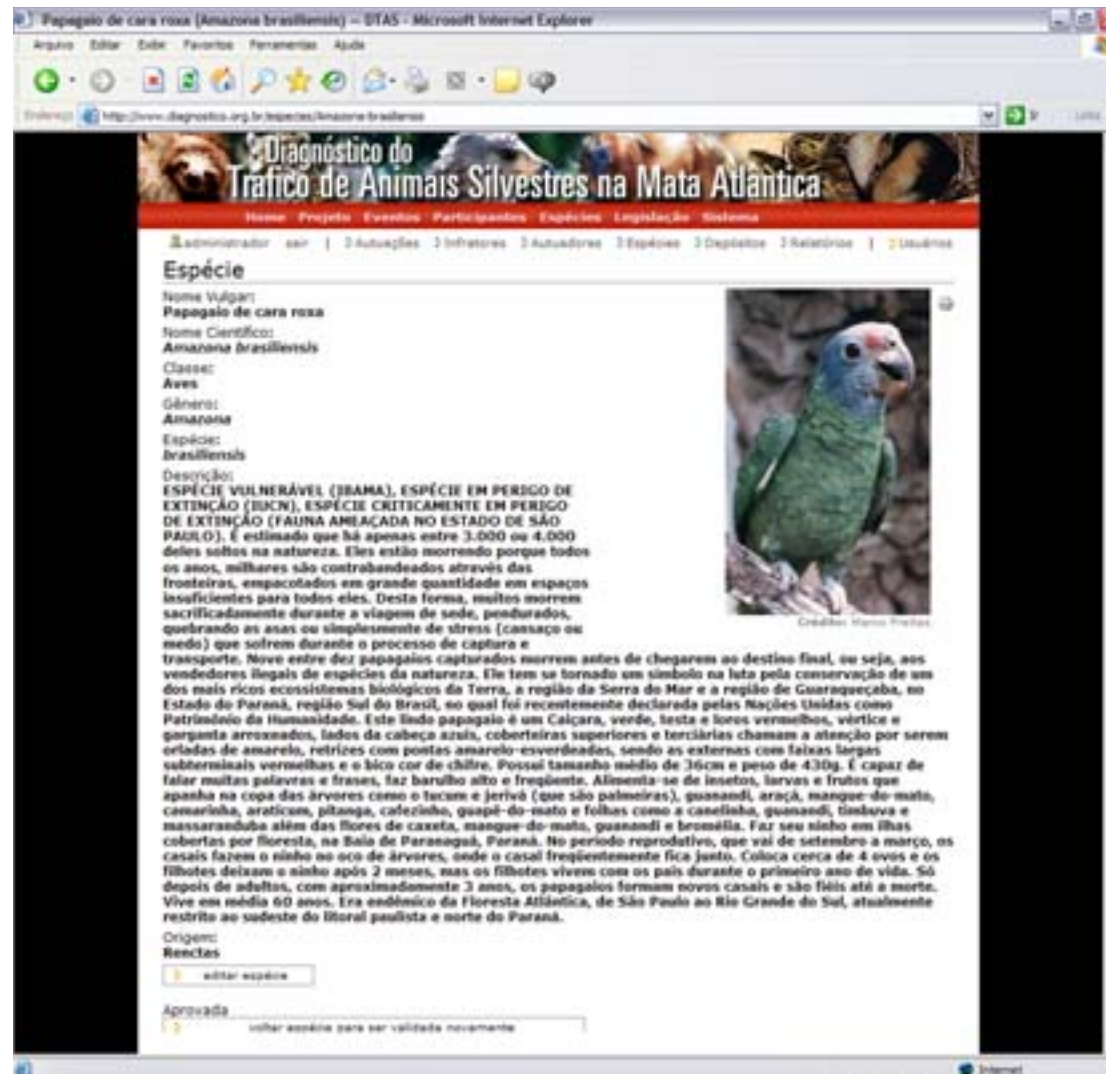 Papagaio de cara roxa (Amazona brasiliensis) — DTAS - Microsoft Internet Explorer
Arquivo Editar Exibir Favoritos Ferramentas Ajuda
Endereço http://www.diagnostico.org.br/especies/Amazona-brasiliensis Ir Links
Diagnóstico do
Tráfico de Animais Silvestres na Mata Atlântica
Home Projeto Eventos Participantes Espécies Legislação Sistema
administrador sair | Autuações Infratores Autuadores Espécies Depósitos Relatórios | Usuários
Espécie
Nome Vulgar:
Papagaio de cara roxa
Nome Científico:
Amazona brasiliensis
Classe:
Aves
Gênero:
Amazona
Espécie:
brasiliensis
Descrição:
ESPÉCIE VULNERÁVEL (IBAMA), ESPÉCIE EM PERIGO DE
EXTINÇÃO (IUCN), ESPÉCIE CRITICAMENTE EM PERIGO
DE EXTINÇÃO (FAUNA AMEAÇADA NO ESTADO DE SÃO
PAULO). É estimado que há apenas entre 3.000 ou 4.000
deles soltos na natureza. Eles estão morrendo porque todos
os anos, milhares são contrabandeados através das
fronteiras, empacotados em grande quantidade em espaços
insuficientes para todos eles. Desta forma, muitos morrem
sacrificadamente durante a viagem de sede, pendurados,
quebrando as asas ou simplesmente de stress (cansaço ou
medo) que sofrem durante o processo de captura e
Crédito: Marco Freitas
transporte. Nove entre dez papagaios capturados morrem antes de chegarem ao destino final, ou seja, aos
vendedores ilegais de espécies da natureza. Ele tem se tornado um símbolo na luta pela conservação de um
dos mais ricos ecossistemas biológicos da Terra, a região da Serra do Mar e a região de Guaraqueçaba, no
Estado do Paraná, região Sul do Brasil, no qual foi recentemente declarada pelas Nações Unidas como
Patrimônio da Humanidade. Este lindo papagaio é um Caiçara, verde, testa e loros vermelhos, vértice e
garganta arroxeados, lados da cabeça azuis, coberteiras superiores e terciárias chamam a atenção por serem
orladas de amarelo, retrizes com pontas amarelo-esverdeadas, sendo as externas com faixas largas
subterminais vermelhas e o bico cor de chifre. Possui tamanho médio de 36cm e peso de 430g. É capaz de
falar muitas palavras e frases, faz barulho alto e freqüente. Alimenta-se de insetos, larvas e frutos que
apanha na copa das árvores como o tucum e jerivá (que são palmeiras), guanandi, araçá, mangue-do-mato,
camarinha, araticum, pitanga, cafezinho, guapê-do-mato e folhas como a canelinha, guanandi, timbuva e
massaranduba além das flores de caxeta, mangue-do-mato, guanandi e bromélia. Faz seu ninho em ilhas
cobertas por floresta, na Baía de Paranaguá, Paraná. No período reprodutivo, que vai de setembro a março, os
casais fazem o ninho no oco de árvores, onde o casal freqüentemente fica junto. Coloca cerca de 4 ovos e os
filhotes deixam o ninho após 2 meses, mas os filhotes vivem com os pais durante o primeiro ano de vida. Só
depois de adultos, com aproximadamente 3 anos, os papagaios formam novos casais e são fiéis até a morte.
Vive em média 60 anos. Era endêmico da Floresta Atlântica, de São Paulo ao Rio Grande do Sul, atualmente
restrito ao sudeste do litoral paulista e norte do Paraná.
Origem:
Renctas
editar espécie
Aprovada
voltar espécie para ser validada novamente
Internet